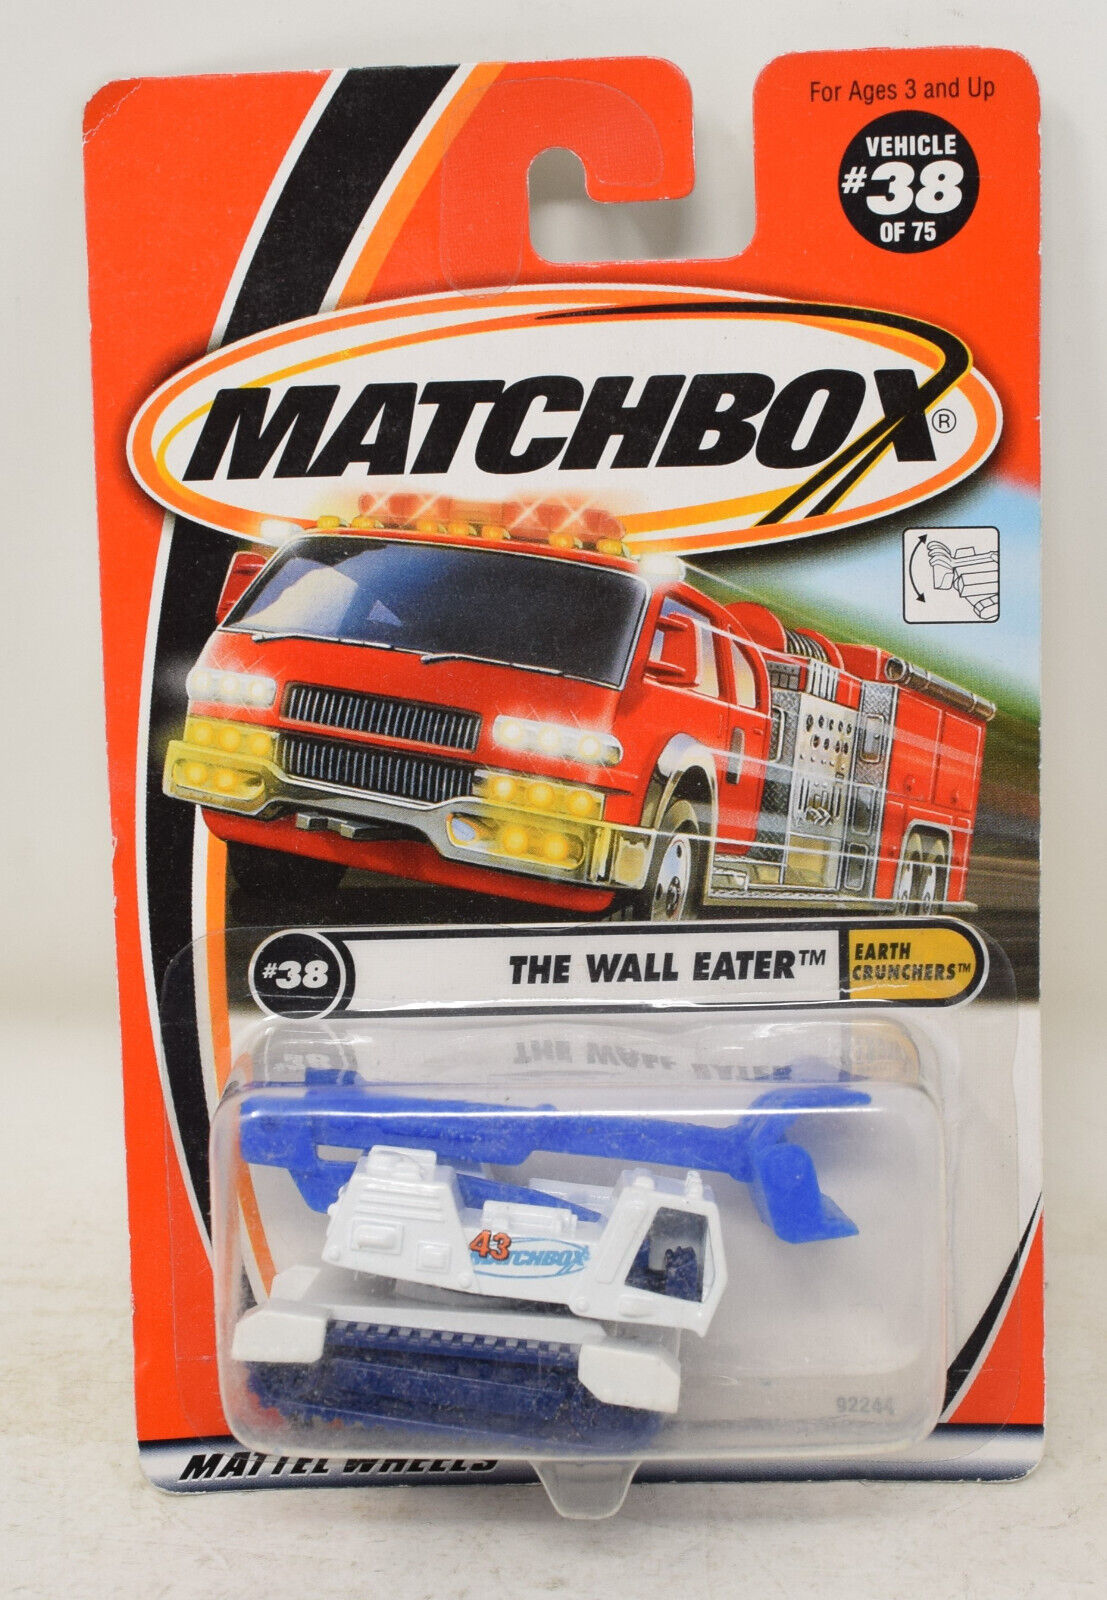 For Ages 3 and Up
VEHICLE
#38
OF 75
MATCHBOX®
#38
THE WALL EATER™
EARTH
CRUNCHERS™
43
MATCHBOX
92244
MATTEL WHEELS